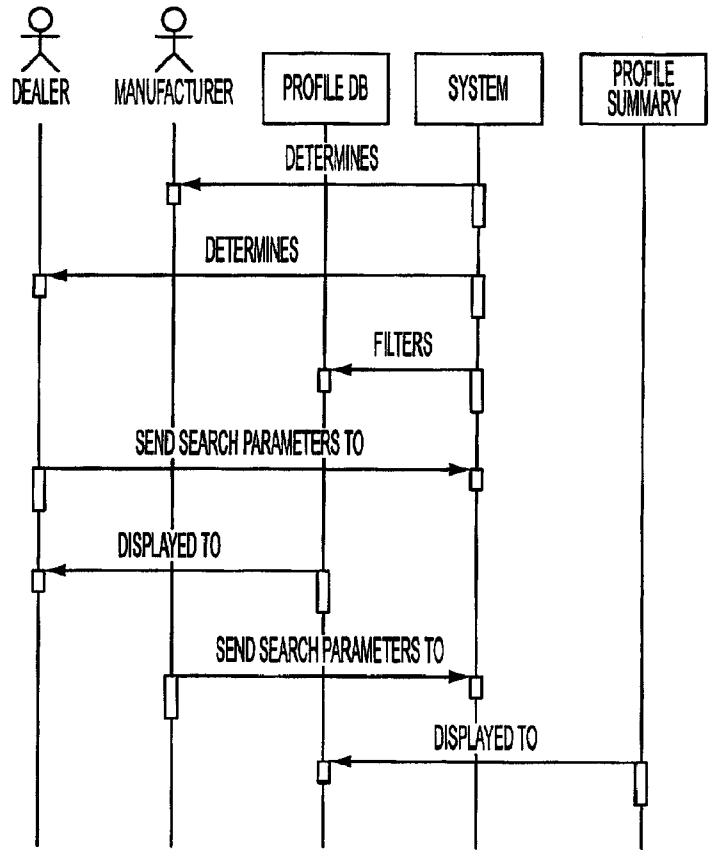 DEALER
MANUFACTURER
PROFILE DB
SYSTEM
PROFILE
SUMMARY
DETERMINES
DETERMINES
FILTERS
SEND SEARCH PARAMETERS TO
DISPLAYED TO
SEND SEARCH PARAMETERS TO
DISPLAYED TO